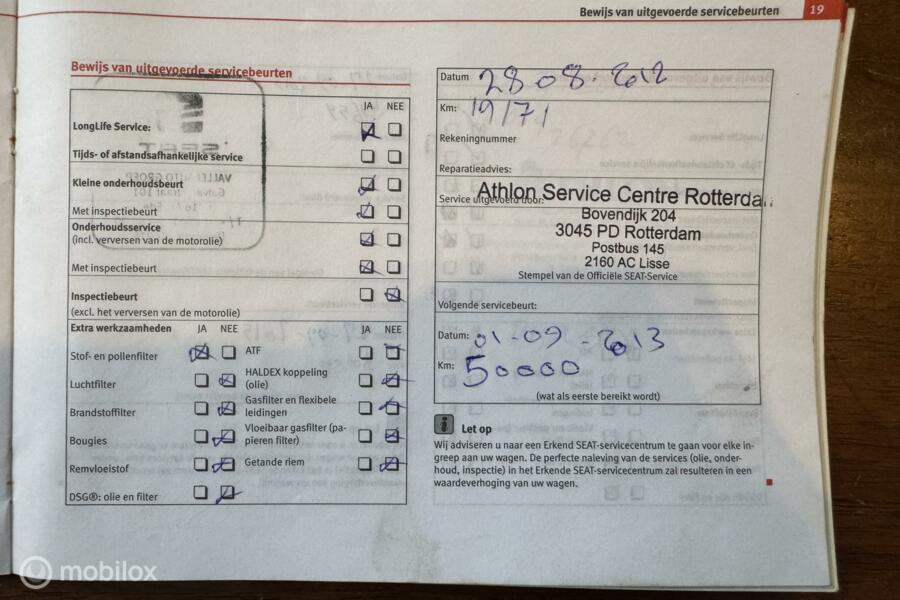 Bewijs van uitgevoerde servicebeurten 19
Bewijs van uitgevoerde servicebeurten
JA NEE
LongLife Service:
Tijds- of afstandsafhankelijke service
Kleine onderhoudsbeurt
Met inspectiebeurt
Onderhoudsservice
(incl. verversen van de motorolie)
Met inspectiebeurt
Inspectiebeurt
(excl. het verversen van de motorolie)
Extra werkzaamheden JA NEE JA NEE
Stof- en pollenfilter
ATF
Luchtfilter
HALDEX koppeling
(olie)
Brandstoffilter
Gasfilter en flexibele
leidingen
Bougies
Vloeibaar gasfilter (pa-
pieren filter)
Remvloeistof
Getande riem
DSG®: olie en filter
Datum 28 08. 2012
Km: 19171
Rekeningnummer
Reparatieadvies:
Service uitgevoerd door:
Athlon Service Centre Rotterda
Bovendijk 204
3045 PD Rotterdam
Postbus 145
2160 AC Lisse
Stempel van de Officiële SEAT-Service
Volgende servicebeurt:
Datum: 01-09-2013
Km: 50000
(wat als eerste bereikt wordt)
i Let op
Wij adviseren u naar een Erkend SEAT-servicecentrum te gaan voor elke in-
greep aan uw wagen. De perfecte naleving van de services (olie, onder-
houd, inspectie) in het Erkende SEAT-servicecentrum zal resulteren in een
waardeverhoging van uw wagen.
mobilox